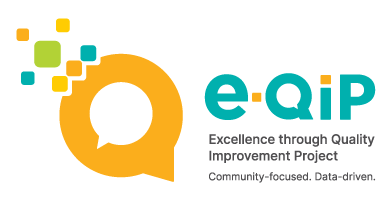 e-QiP
Excellence through Quality
Improvement Project
Community-focused. Data-driven.